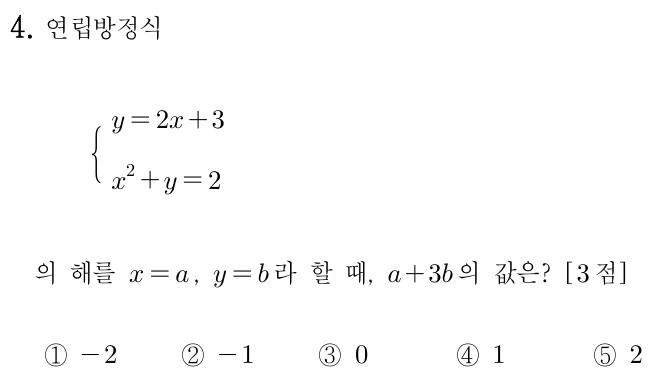 4. 연립방정식
y=2x+3
x²+y=2
의 해를 x=a, y=b라 할 때, a+3b의 값은? [3점]
① -2 ② -1 ③ 0 ④ 1 ⑤ 2